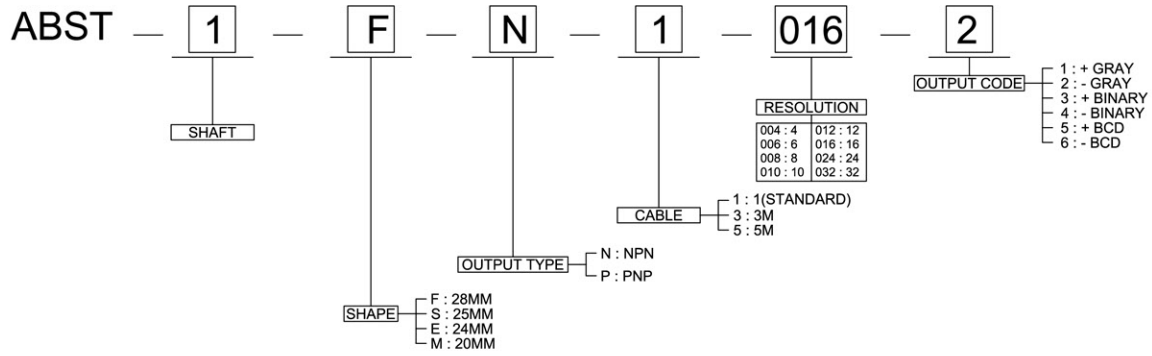 ABST — 1 — F — N — 1 — 016 — 2
SHAFT
SHAPE
F : 28MM
S : 25MM
E : 24MM
M : 20MM
OUTPUT TYPE
N : NPN
P : PNP
CABLE
1 : 1(STANDARD)
3 : 3M
5 : 5M
RESOLUTION
004 : 4 012 : 12
006 : 6 016 : 16
008 : 8 024 : 24
010 : 10 032 : 32
OUTPUT CODE
1 : + GRAY
2 : - GRAY
3 : + BINARY
4 : - BINARY
5 : + BCD
6 : - BCD